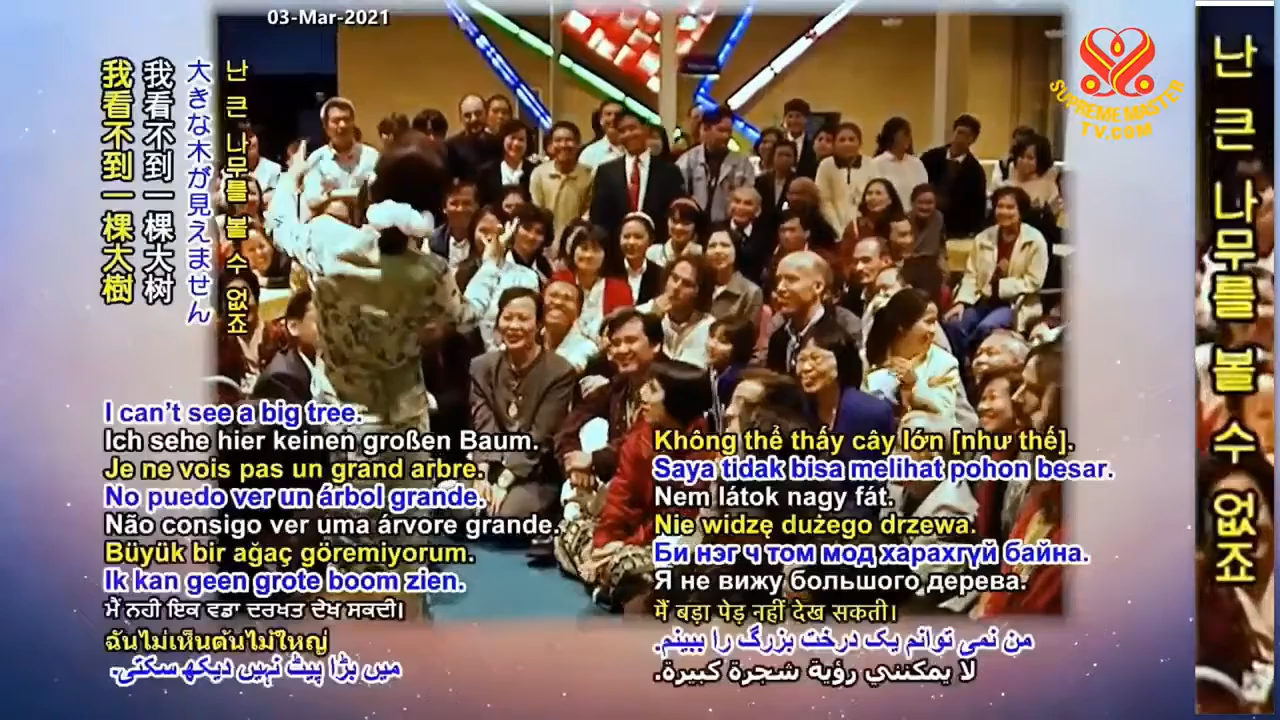 03-Mar-2021
SUPREME MASTER
TV.COM
난 큰 나무를 볼 수 없죠
大きな木が見えません
我看不到一棵大树
我看不到一棵大樹
I can't see a big tree.
Ich sehe hier keinen großen Baum.
Je ne vois pas un grand arbre.
No puedo ver un árbol grande.
Não consigo ver uma árvore grande.
Büyük bir ağaç göremiyorum.
Ik kan geen grote boom zien.
ਮੈਂ ਨਹੀ ਇਕ ਵਡਾ ਦਰਖਤ ਦੇਖ ਸਕਦੀ।
ฉันไม่เห็นต้นไม้ใหญ่
میں بڑا پیٹ نہیں دیکھ سکتی۔
Không thể thấy cây lớn [như thế].
Saya tidak bisa melihat pohon besar.
Nem látok nagy fát.
Nie widzę dużego drzewa.
Би нэг ч том мод харахгүй байна.
Я не вижу большого дерева.
मैं बड़ा पेड़ नहीं देख सकती।
من نمی توانم یک درخت بزرگ را ببینم.
لا يمكنني رؤية شجرة كبيرة.
난 큰 나무를 볼 수 없죠